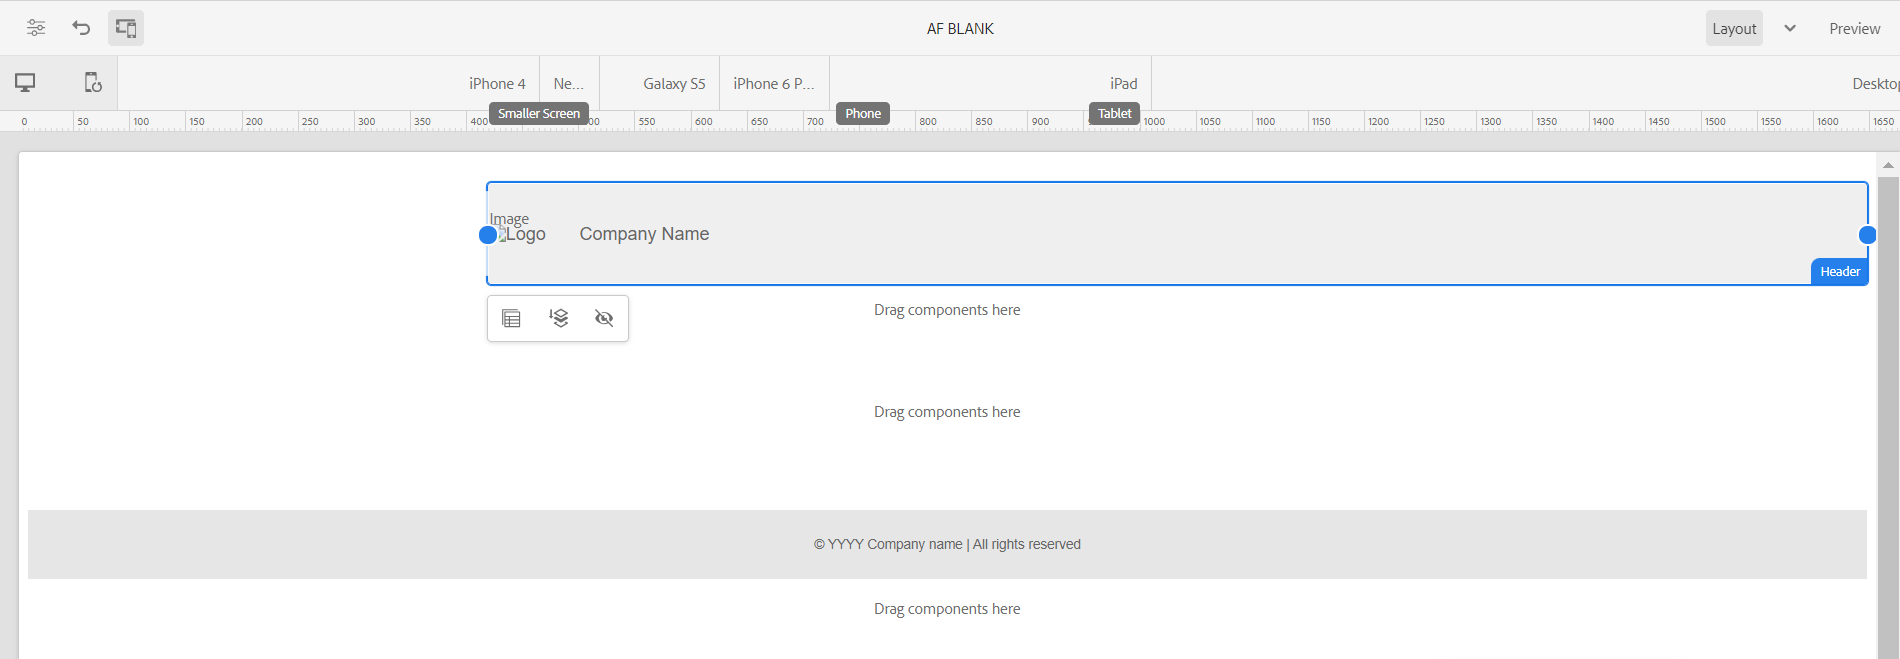 AF BLANK
Layout
Preview
iPhone 4
Ne...
Galaxy S5
iPhone 6 P...
iPad
Deskto
Smaller Screen
Phone
Tablet
0 50 100 150 200 250 300 350 400 00 550 600 650 700 800 850 900 1000 1050 1100 1150 1200 1250 1300 1350 1400 1450 1500 1550 1600 1650
Image
Logo
Company Name
Header
Drag components here
Drag components here
© YYYY Company name | All rights reserved
Drag components here